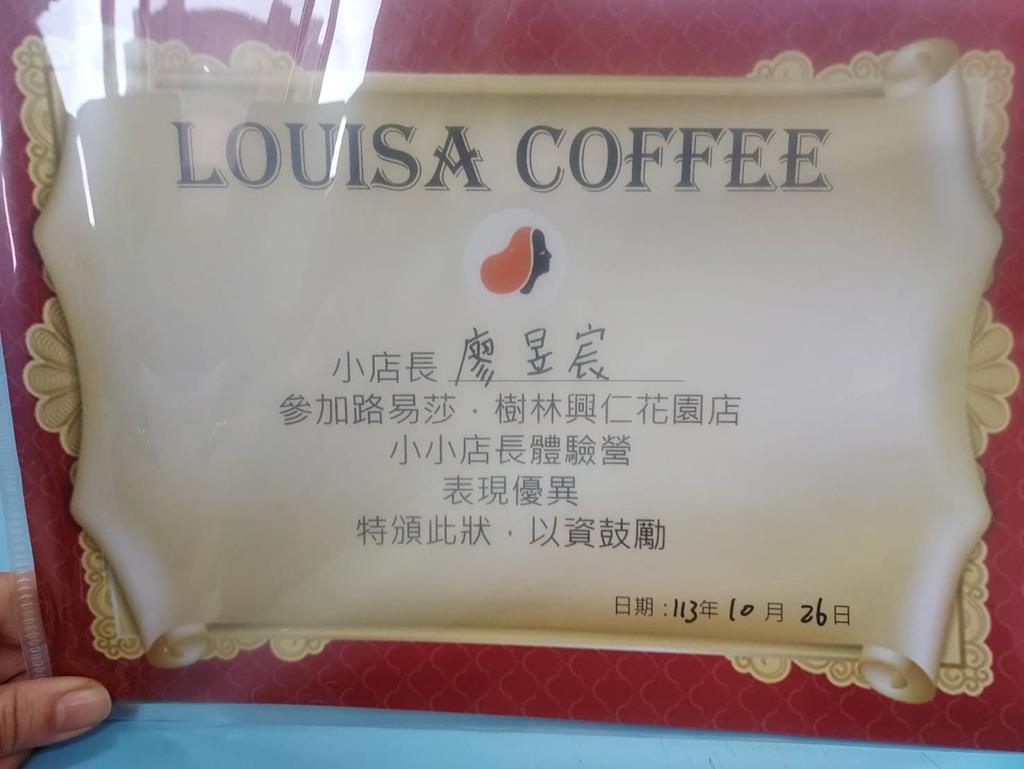 LOUISA COFFEE
小店長 廖昱宸
參加路易莎．樹林興仁花園店
小小店長體驗營
表現優異
特頒此狀，以資鼓勵
日期：113年 10 月 26日